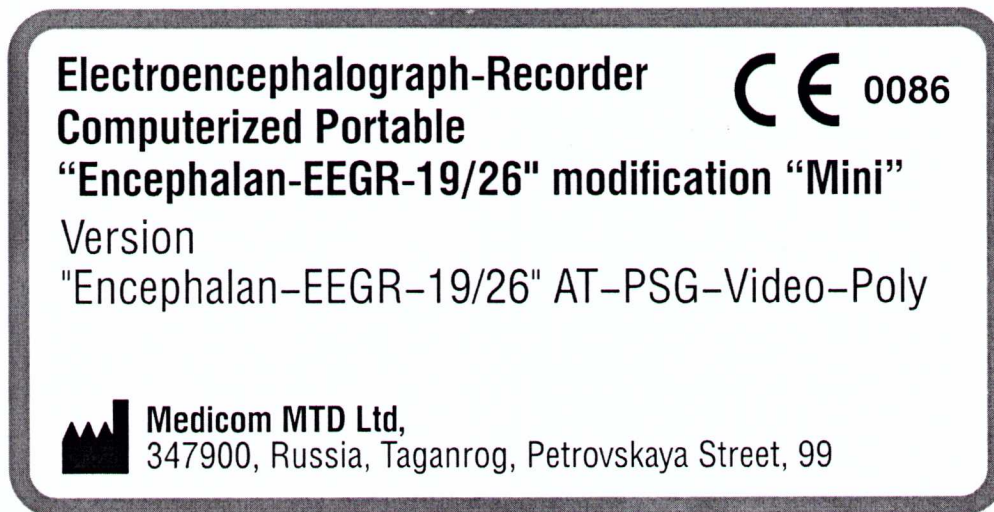 Electroencephalograph-Recorder
CE 0086
Computerized Portable
“Encephalan-EEGR-19/26" modification “Mini”
Version
"Encephalan–EEGR–19/26" AT–PSG–Video–Poly
Medicom MTD Ltd,
347900, Russia, Taganrog, Petrovskaya Street, 99